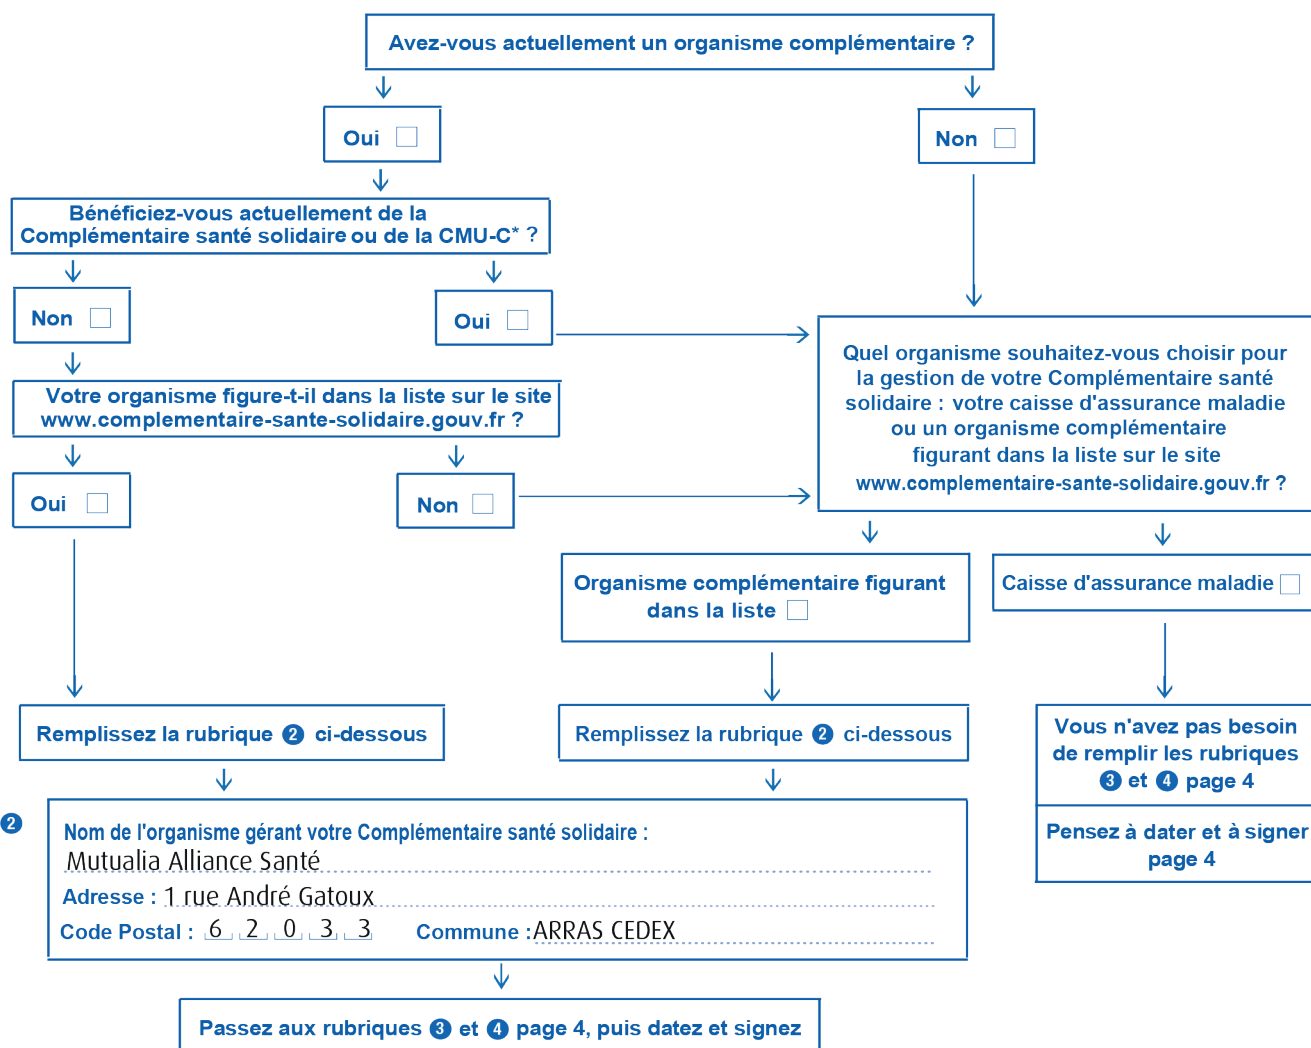 Avez-vous actuellement un organisme complémentaire ?
Oui
Non
Bénéficiez-vous actuellement de la
Complémentaire santé solidaire ou de la CMU-C* ?
Non
Oui
Quel organisme souhaitez-vous choisir pour
la gestion de votre Complémentaire santé
solidaire : votre caisse d'assurance maladie
ou un organisme complémentaire
figurant dans la liste sur le site
www.complementaire-sante-solidaire.gouv.fr ?
Votre organisme figure-t-il dans la liste sur le site
www.complementaire-sante-solidaire.gouv.fr ?
Oui
Non
Organisme complémentaire figurant
dans la liste
Caisse d'assurance maladie
Remplissez la rubrique 2 ci-dessous
Remplissez la rubrique 2 ci-dessous
Vous n'avez pas besoin
de remplir les rubriques
3 et 4 page 4
Pensez à dater et à signer
page 4
2
Nom de l'organisme gérant votre Complémentaire santé solidaire :
Mutualia Alliance Santé
Adresse : 1 rue André Gatoux
Code Postal : 6 2 0 3 3 Commune : ARRAS CEDEX
Passez aux rubriques 3 et 4 page 4, puis datez et signez